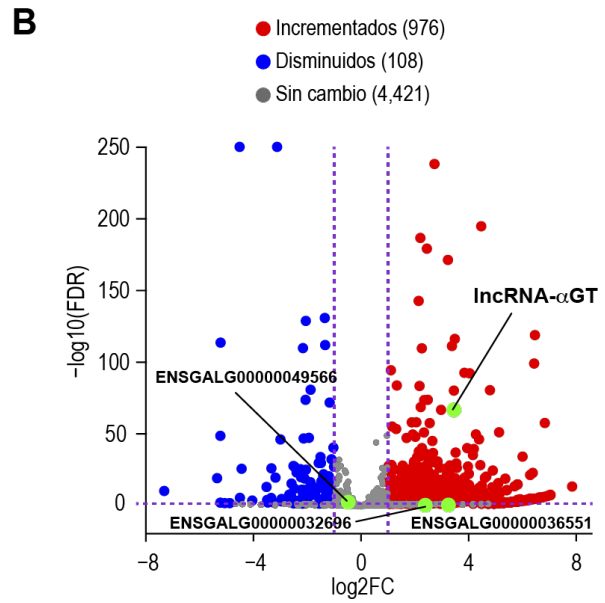 B
Incrementados (976)
Disminuidos (108)
Sin cambio (4,421)
250
200
150
100
50
0
−log10(FDR)
lncRNA-αGT
ENSGALG00000049566
ENSGALG00000032696
ENSGALG00000036551
−8
−4
0
4
8
log2FC